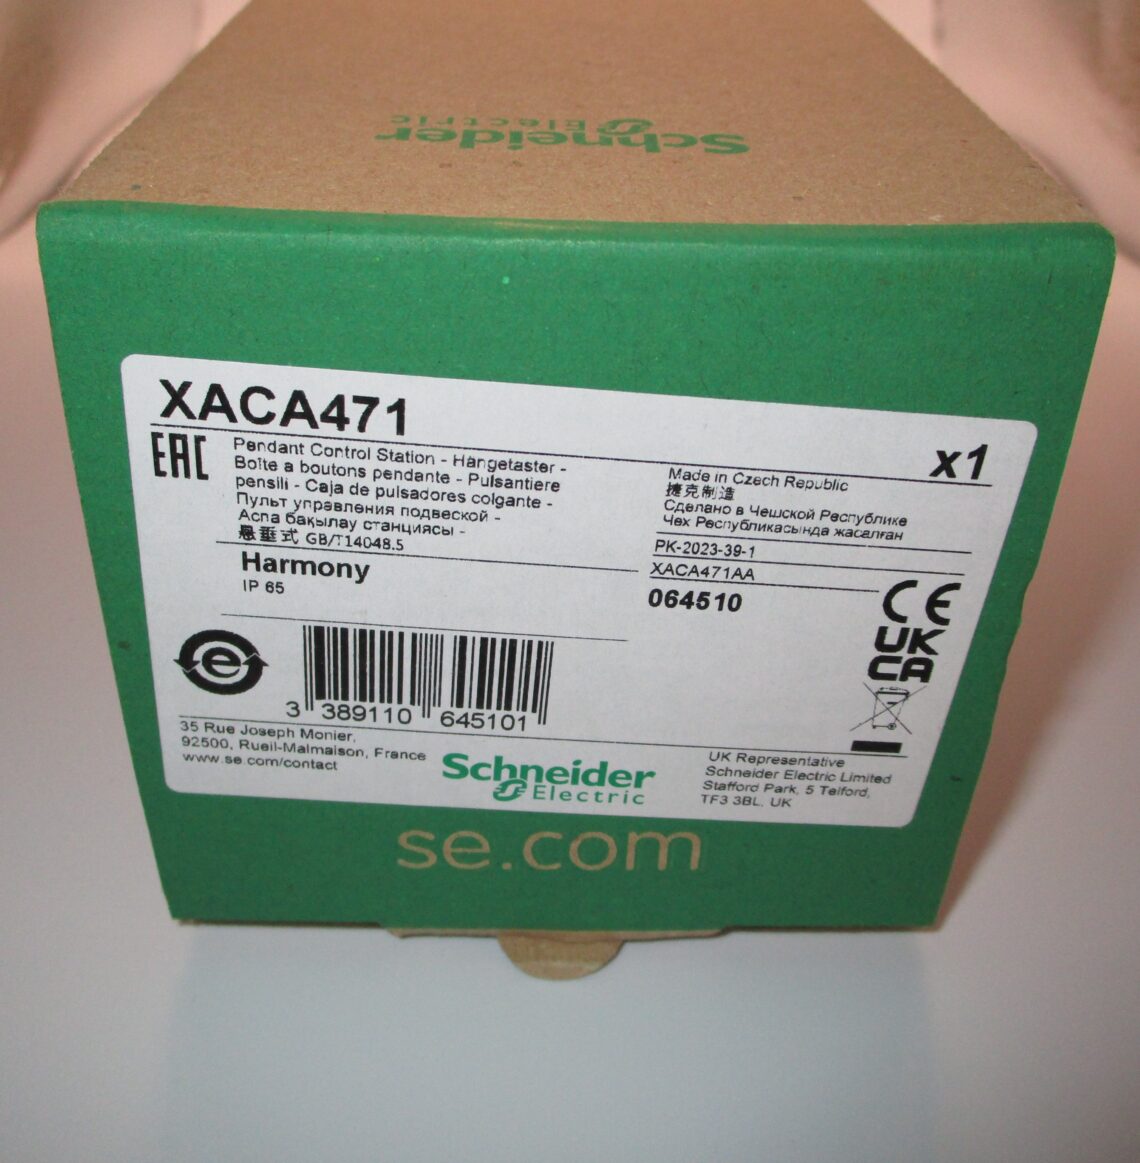 Schneider
Electric
XACA471
x1
EAC
Pendant Control Station - Hängetaster -
Boîte a boutons pendante - Pulsantiere
pensili - Caja de pulsadores colgante -
Пульт управления подвеской -
Аспа бақылау станциясы -
悬垂式 GB/T14048.5
Harmony
IP 65
Made in Czech Republic
捷克制造
Сделано в Чешской Республике
Чех Республикасында жасалған
PK-2023-39-1
XACA471AA
064510
CE
UK
CA
e
3 389110 645101
35 Rue Joseph Monier,
92500, Rueil-Malmaison, France
www.se.com/contact
Schneider
Electric
UK Representative
Schneider Electric Limited
Stafford Park, 5 Telford,
TF3 3BL, UK
se.com